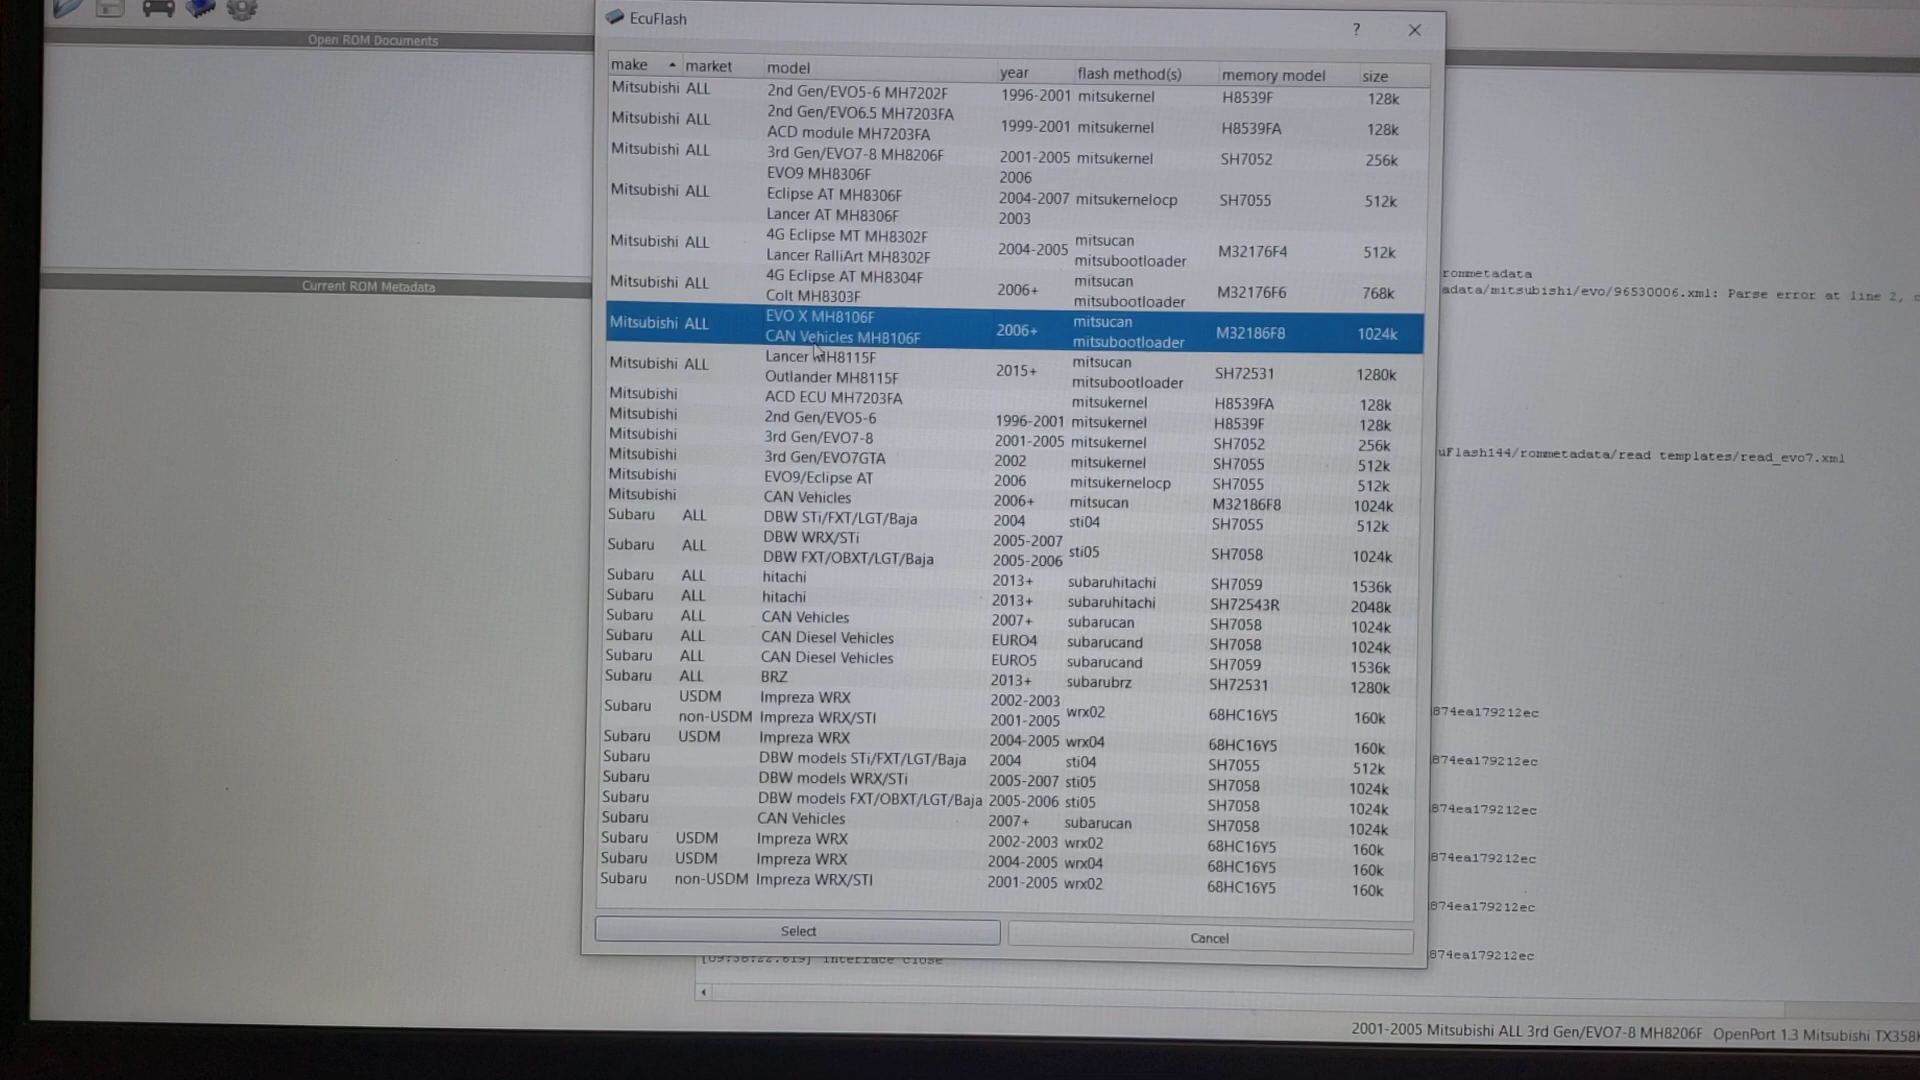 EcuFlash
?
Open ROM Documents
make market model year flash method(s) memory model size
Mitsubishi ALL 2nd Gen/EVO5-6 MH7202F 1996-2001 mitsukernel H8539F 128k
Mitsubishi ALL 2nd Gen/EVO6.5 MH7203FA 1999-2001 mitsukernel H8539FA 128k
ACD module MH7203FA
Mitsubishi ALL 3rd Gen/EVO7-8 MH8206F 2001-2005 mitsukernel SH7052 256k
EVO9 MH8306F 2006
Mitsubishi ALL Eclipse AT MH8306F 2004-2007 mitsukernelocp SH7055 512k
Lancer AT MH8306F 2003
Mitsubishi ALL 4G Eclipse MT MH8302F 2004-2005 mitsucan M32176F4 512k
Lancer RalliArt MH8302F mitsubootloader
Mitsubishi ALL 4G Eclipse AT MH8304F 2006+ mitsucan M32176F6 768k
Colt MH8303F mitsubootloader
Mitsubishi ALL EVO X MH8106F 2006+ mitsucan M32186F8 1024k
CAN Vehicles MH8106F mitsubootloader
Mitsubishi ALL Lancer MH8115F 2015+ mitsucan SH72531 1280k
Outlander MH8115F mitsubootloader
Mitsubishi ACD ECU MH7203FA mitsukernel H8539FA 128k
Mitsubishi 2nd Gen/EVO5-6 1996-2001 mitsukernel H8539F 128k
Mitsubishi 3rd Gen/EVO7-8 2001-2005 mitsukernel SH7052 256k
Mitsubishi 3rd Gen/EVO7GTA 2002 mitsukernel SH7055 512k
Mitsubishi EVO9/Eclipse AT 2006 mitsukernelocp SH7055 512k
Mitsubishi CAN Vehicles 2006+ mitsucan M32186F8 1024k
Subaru ALL DBW STi/FXT/LGT/Baja 2004 sti04 SH7055 512k
Subaru ALL DBW WRX/STi 2005-2007 sti05 SH7058 1024k
DBW FXT/OBXT/LGT/Baja 2005-2006
Subaru ALL hitachi 2013+ subaruhitachi SH7059 1536k
Subaru ALL hitachi 2013+ subaruhitachi SH72543R 2048k
Subaru ALL CAN Vehicles 2007+ subarucan SH7058 1024k
Subaru ALL CAN Diesel Vehicles EURO4 subarucand SH7058 1024k
Subaru ALL CAN Diesel Vehicles EURO5 subarucand SH7059 1536k
Subaru ALL BRZ 2013+ subarubrz SH72531 1280k
Subaru USDM Impreza WRX 2002-2003 wrx02 68HC16Y5 160k
non-USDM Impreza WRX/STI 2001-2005
Subaru USDM Impreza WRX 2004-2005 wrx04 68HC16Y5 160k
Subaru DBW models STi/FXT/LGT/Baja 2004 sti04 SH7055 512k
Subaru DBW models WRX/STi 2005-2007 sti05 SH7058 1024k
Subaru DBW models FXT/OBXT/LGT/Baja 2005-2006 sti05 SH7058 1024k
Subaru CAN Vehicles 2007+ subarucan SH7058 1024k
Subaru USDM Impreza WRX 2002-2003 wrx02 68HC16Y5 160k
Subaru USDM Impreza WRX 2004-2005 wrx04 68HC16Y5 160k
Subaru non-USDM Impreza WRX/STI 2001-2005 wrx02 68HC16Y5 160k
Select Cancel
Current ROM Metadata
rommetadata
adata/mitsubishi/evo/96530006.xml: Parse error at line 2,
uFlash144/rommetadata/read templates/read_evo7.xml
874ea179212ec
874ea179212ec
874ea179212ec
874ea179212ec
874ea179212ec
874ea179212ec
interface close
2001-2005 Mitsubishi ALL 3rd Gen/EVO7-8 MH8206F OpenPort 1.3 Mitsubishi TX358